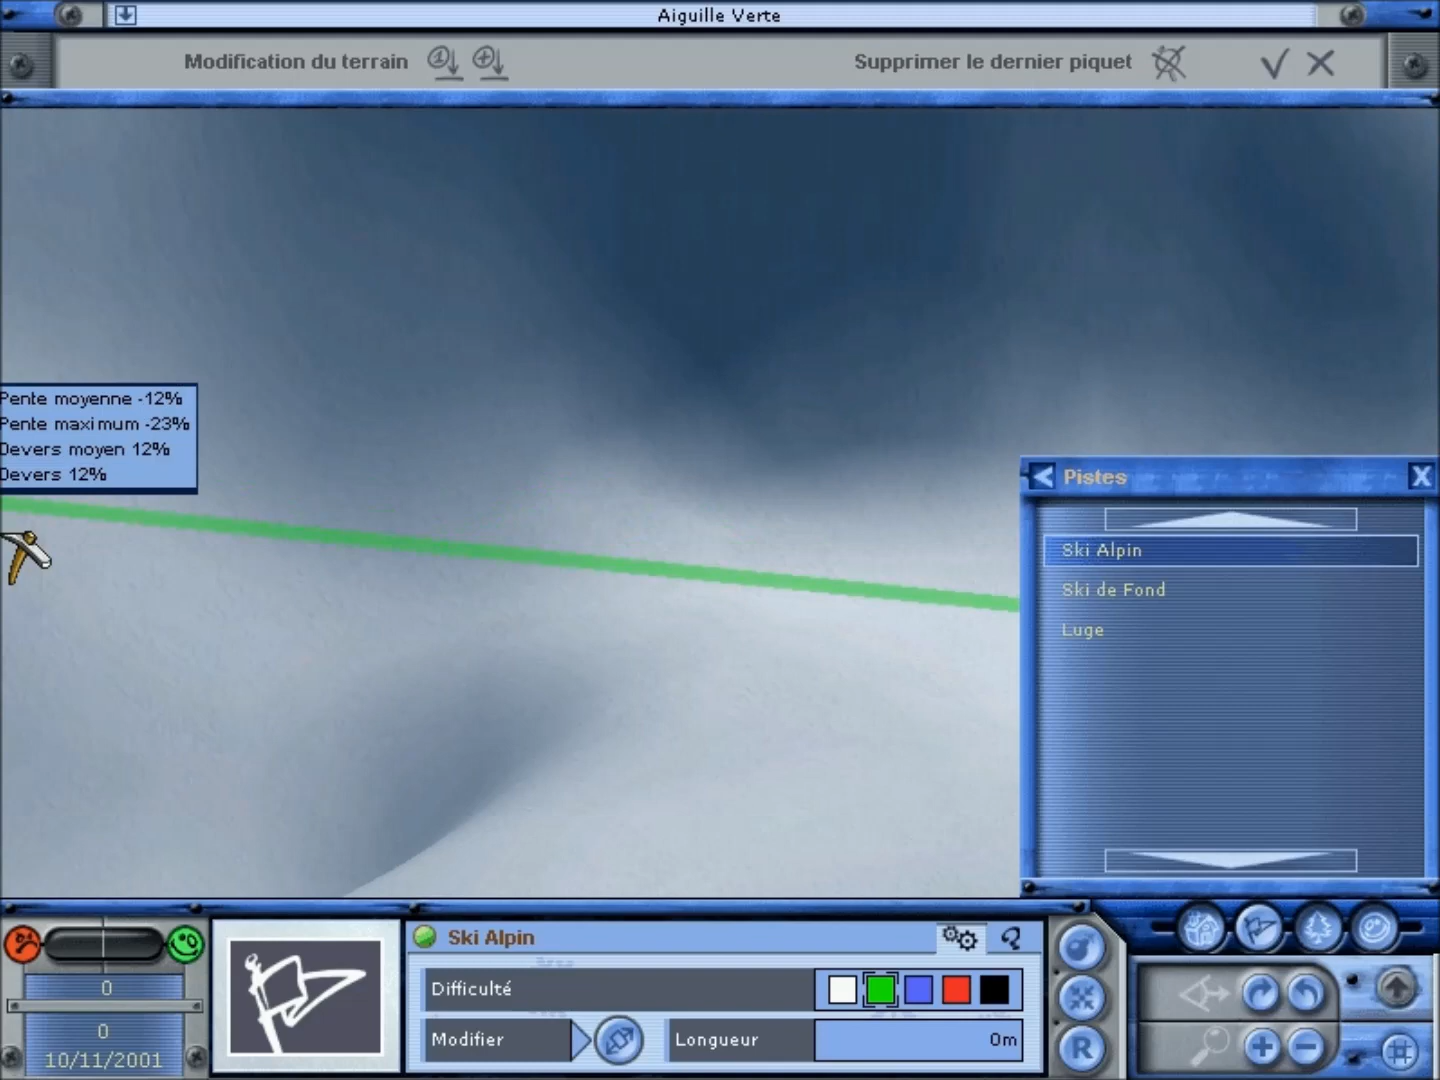 Aiguille Verte
Modification du terrain
Supprimer le dernier piquet
Pente moyenne -12%
Pente maximum -23%
Devers moyen 12%
Devers 12%
Pistes
Ski Alpin
Ski de Fond
Luge
0
0
10/11/2001
Ski Alpin
Difficulté
Modifier
Longueur
0m
R